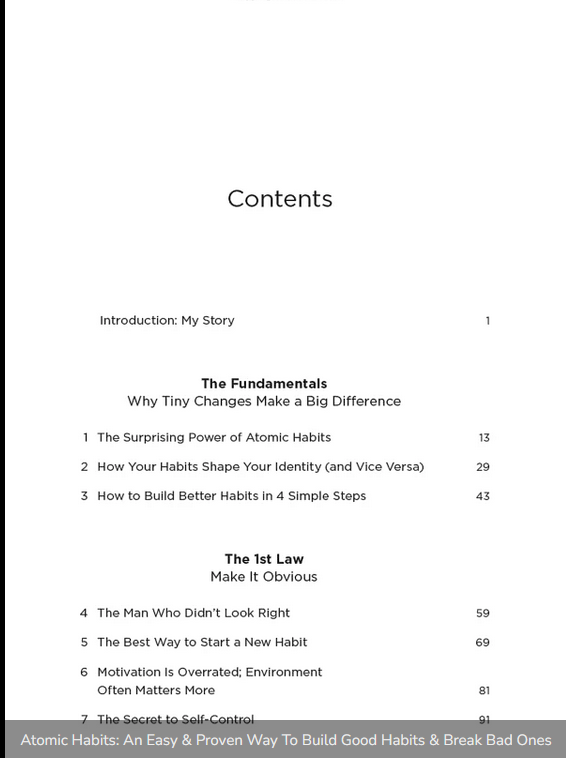 Contents
Introduction: My Story 1
The Fundamentals
Why Tiny Changes Make a Big Difference
1 The Surprising Power of Atomic Habits 13
2 How Your Habits Shape Your Identity (and Vice Versa) 29
3 How to Build Better Habits in 4 Simple Steps 43
The 1st Law
Make It Obvious
4 The Man Who Didn’t Look Right 59
5 The Best Way to Start a New Habit 69
6 Motivation Is Overrated; Environment
Often Matters More 81
7 The Secret to Self-Control 91
Atomic Habits: An Easy & Proven Way To Build Good Habits & Break Bad Ones